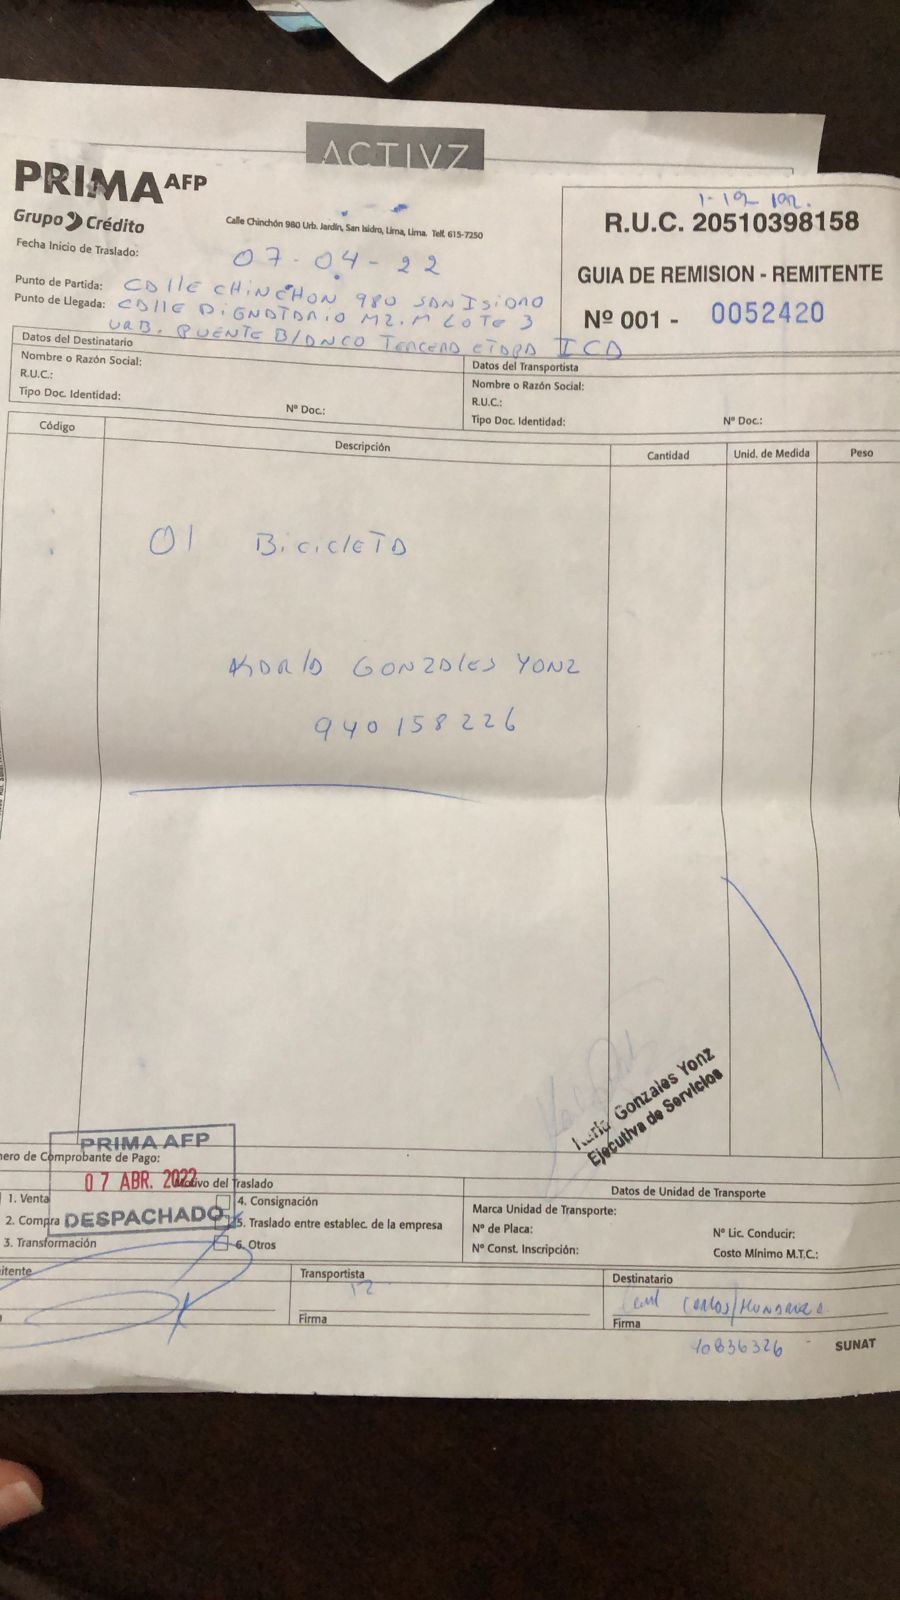 ACTIVZ
PRIMA AFP
Grupo Crédito
Calle Chinchón 980 Urb. Jardín, San Isidro, Lima, Lima. Telf. 615-7250
R.U.C. 20510398158
GUIA DE REMISION - REMITENTE
Nº 001 - 0052420
Fecha Inicio de Traslado: 07-04-22
Punto de Partida: CALLE CHINCHON 980 SAN ISIDRO
Punto de Llegada: CALLE DIGNATARIO MZ. M LOTE 3
URB. PUENTE BLANCO TERCERA ETAPA ICA
Datos del Destinatario
Nombre o Razón Social:
R.U.C.:
Tipo Doc. Identidad: Nº Doc.:
Datos del Transportista
Nombre o Razón Social:
R.U.C.:
Tipo Doc. Identidad: Nº Doc.:
Código Descripción Cantidad Unid. de Medida Peso
01 BicicleTA
KARLA GONZALES YONZ
940158226
Gonzales Yonz
Ejecutiva de Servicios
PRIMA AFP
07 ABR. 2022
DESPACHADO
de Comprobante de Pago:
del Traslado
1. Venta
2. Compra
3. Transformación
4. Consignación
5. Traslado entre establec. de la empresa
6. Otros
Datos de Unidad de Transporte
Marca Unidad de Transporte:
Nº de Placa: Nº Lic. Conducir:
Nº Const. Inscripción: Costo Mínimo M.T.C.:
Transportista
Firma
Destinatario
Carlos
Firma
10836326
SUNAT